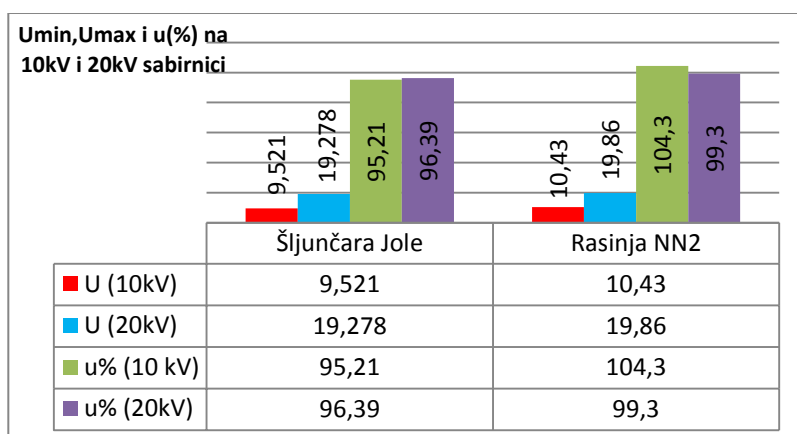 Umin,Umax i u(%) na
10kV i 20kV sabirnici
9,521 19,278 95,21 96,39 10,43 19,86 104,3 99,3
Šljunčara Jole Rasinja NN2
U (10kV) 9,521 10,43
U (20kV) 19,278 19,86
u% (10 kV) 95,21 104,3
u% (20kV) 96,39 99,3